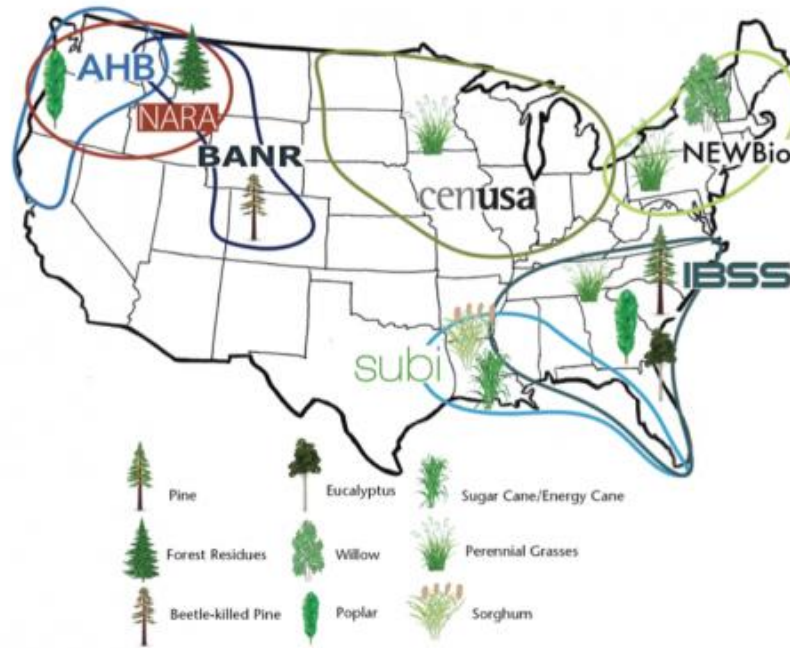 AHB
NARA
BANR
cenusa
NEWBio
IBSS
subi
Pine
Eucalyptus
Sugar Cane/Energy Cane
Forest Residues
Willow
Perennial Grasses
Beetle-killed Pine
Poplar
Sorghum